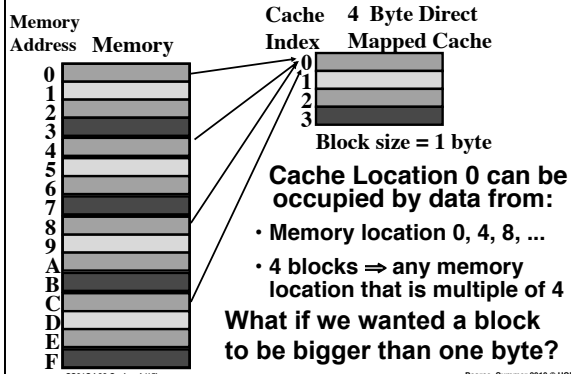 Memory Address Memory
0
1
2
3
4
5
6
7
8
9
A
B
C
D
E
F
Cache Index
4 Byte Direct Mapped Cache
0
1
2
3
Block size = 1 byte
Cache Location 0 can be
occupied by data from:
· Memory location 0, 4, 8, ...
· 4 blocks ⇒ any memory
location that is multiple of 4
What if we wanted a block
to be bigger than one byte?